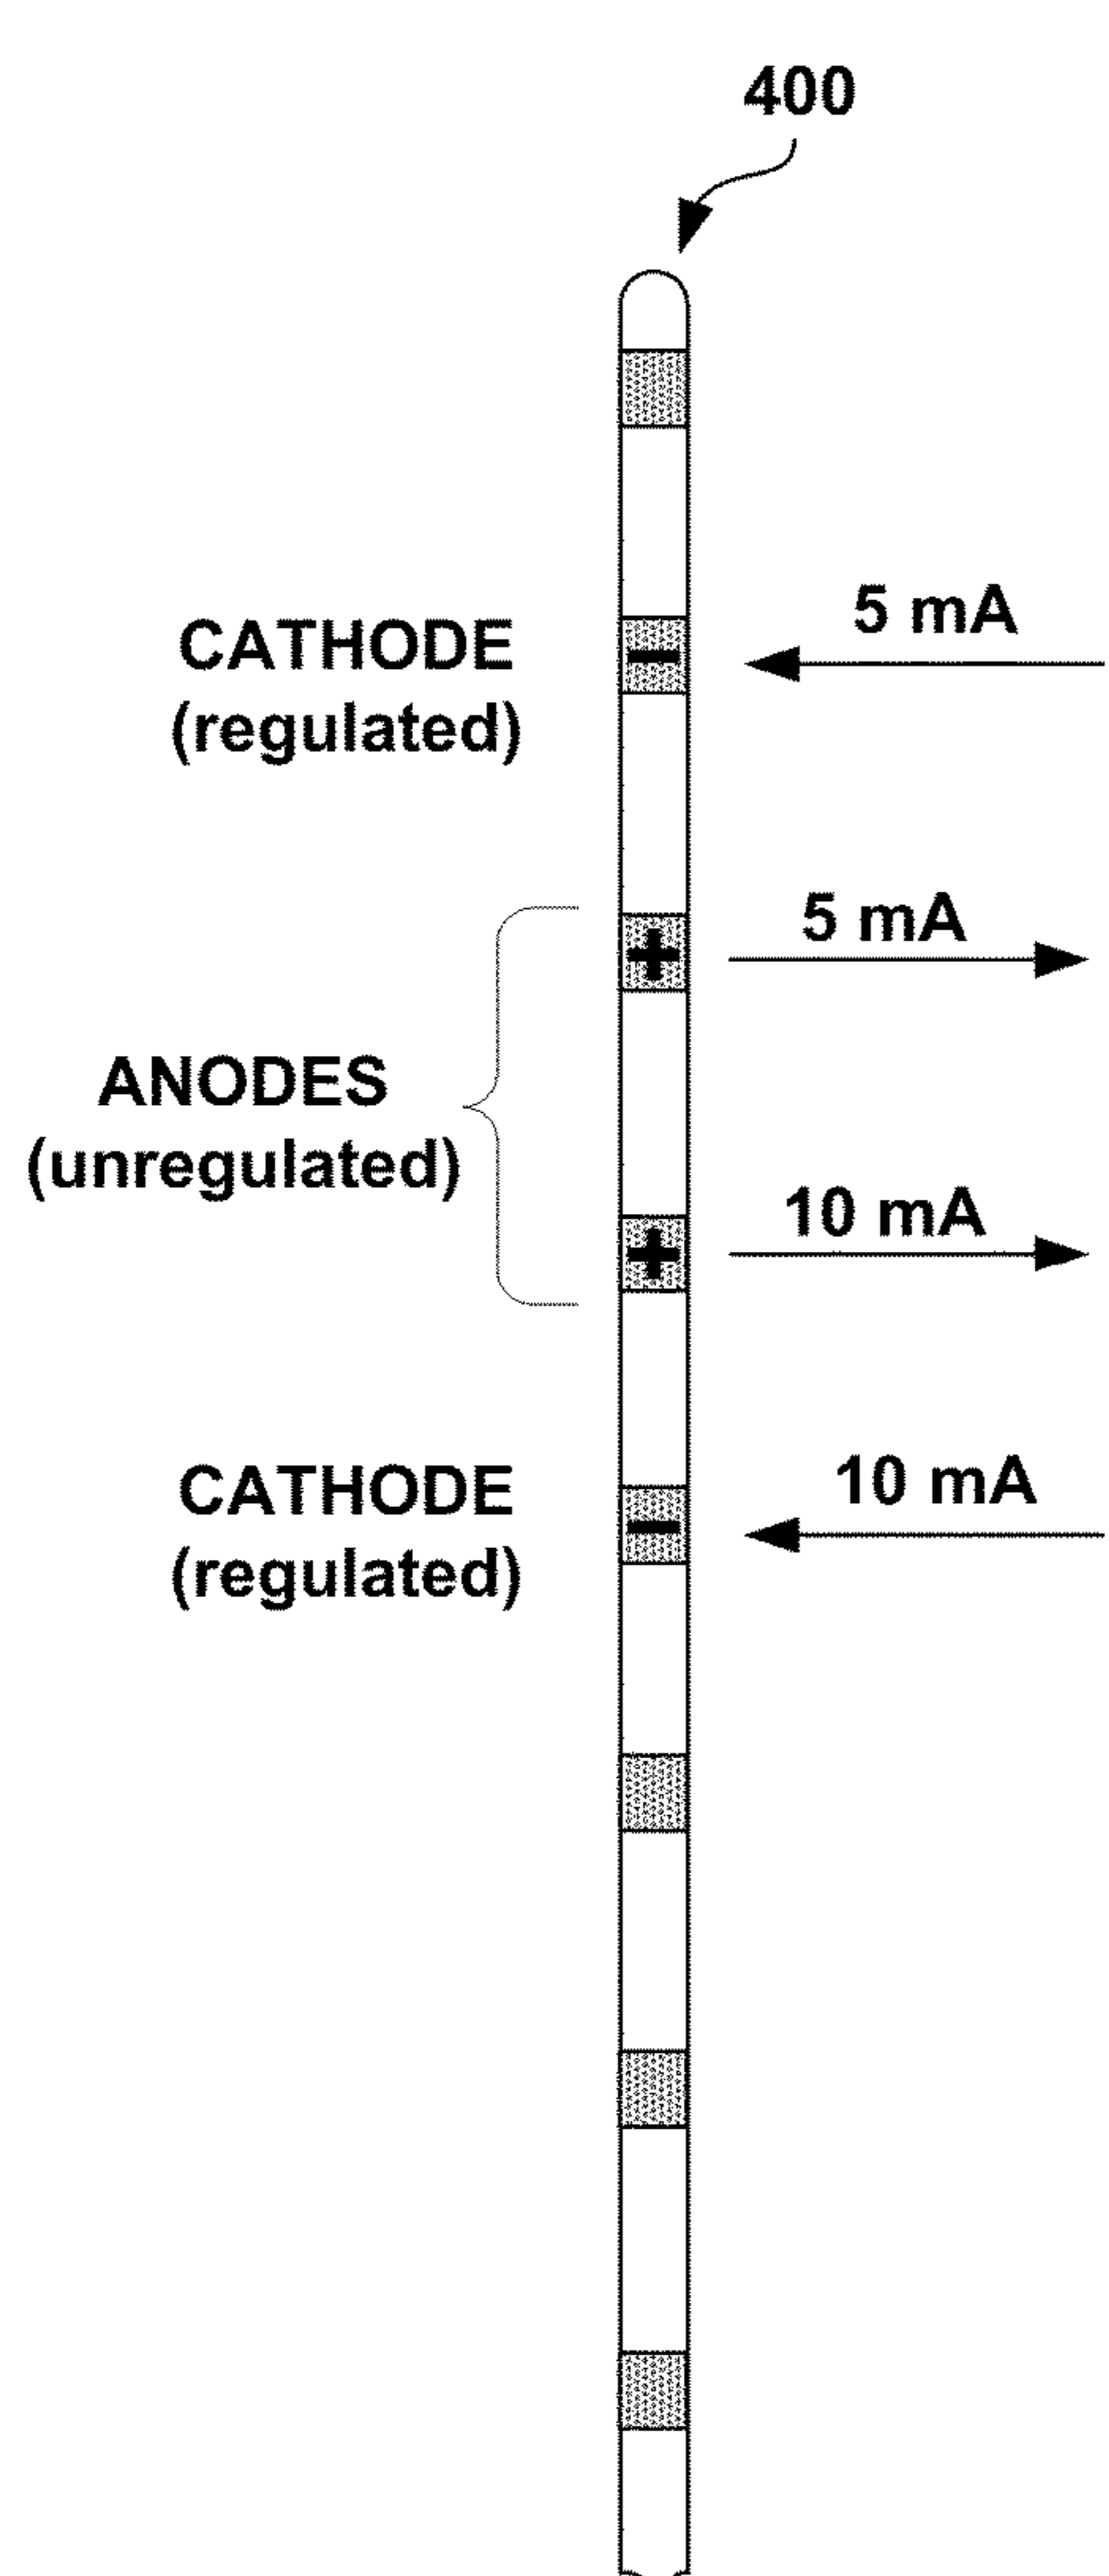 400
CATHODE
(regulated)
5 mA
−
5 mA
+
ANODES
(unregulated)
10 mA
+
CATHODE
(regulated)
10 mA
−